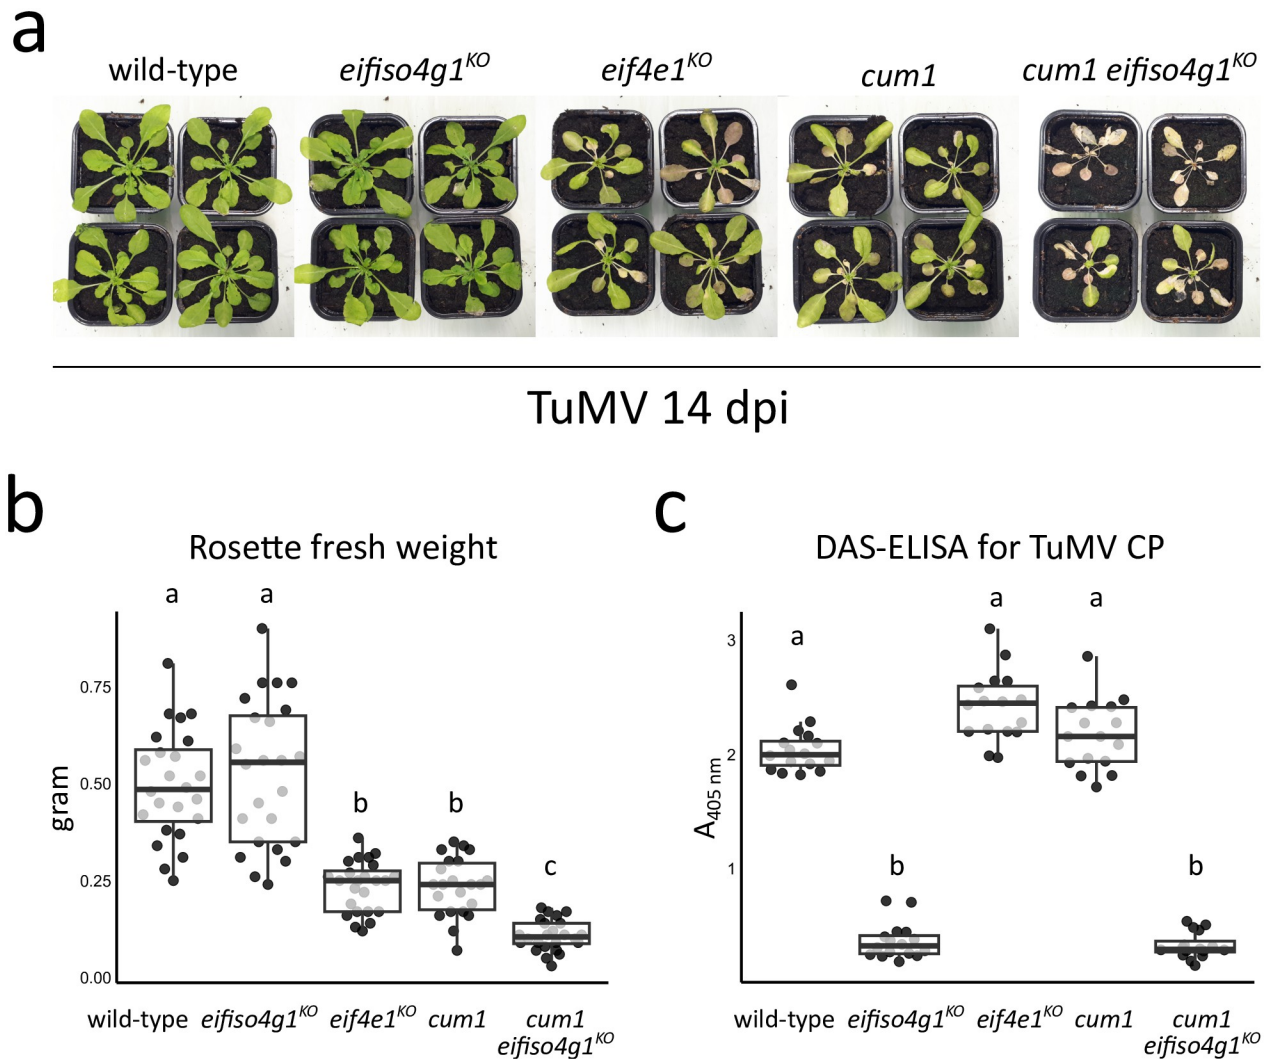 a
wild-type eifiso4g1KO eif4e1KO cum1 cum1 eifiso4g1KO
TuMV 14 dpi
b
Rosette fresh weight
a a b b c
gram
0.75
0.50
0.25
0.00
wild-type eifiso4g1KO eif4e1KO cum1 cum1
eifiso4g1KO
c
DAS-ELISA for TuMV CP
a b a a b
A405 nm
3
2
1
wild-type eifiso4g1KO eif4e1KO cum1 cum1
eifiso4g1KO